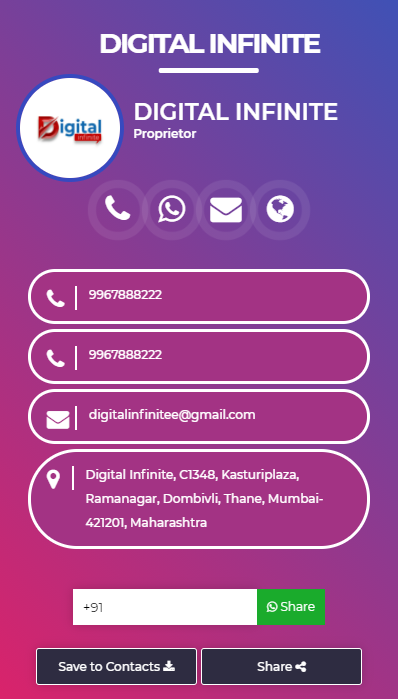 DIGITAL INFINITE
Digital
Infinite
DIGITAL INFINITE
Proprietor
9967888222
9967888222
digitalinfinitee@gmail.com
Digital Infinite, C1348, Kasturiplaza,
Ramanagar, Dombivli, Thane, Mumbai-
421201, Maharashtra
+91
Share
Save to Contacts
Share